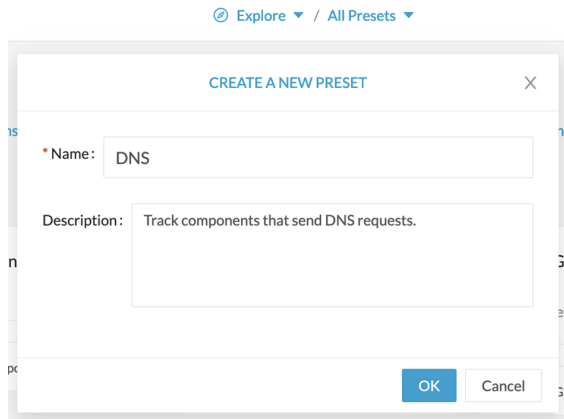 Explore / All Presets
CREATE A NEW PRESET
* Name: DNS
Description: Track components that send DNS requests.
OK Cancel